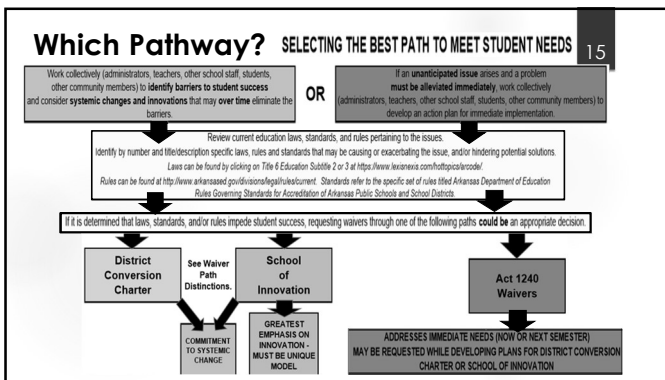 Which Pathway? SELECTING THE BEST PATH TO MEET STUDENT NEEDS
15
Work collectively (administrators, teachers, other school staff, students,
other community members) to identify barriers to student success
and consider systemic changes and innovations that may over time eliminate the
barriers.
OR
If an unanticipated issue arises and a problem
must be alleviated immediately, work collectively
(administrators, teachers, other school staff, students, other community members) to
develop an action plan for immediate implementation.
Review current education laws, standards, and rules pertaining to the issues.
Identify by number and title/description specific laws, rules and standards that may be causing or exacerbating the issue, and/or hindering potential solutions.
Laws can be found by clicking on Title 6 Education Subtitle 2 or 3 at https://www.lexisnexis.com/hottopics/arcode/.
Rules can be found at http://www.arkansased.gov/divisions/legal/rules/current. Standards refer to the specific set of rules titled Arkansas Department of Education
Rules Governing Standards for Accreditation of Arkansas Public Schools and School Districts.
If it is determined that laws, standards, and/or rules impede student success, requesting waivers through one of the following paths could be an appropriate decision.
District
Conversion
Charter
See Waiver
Path
Distinctions.
School
of
Innovation
Act 1240
Waivers
COMMITMENT
TO SYSTEMIC
CHANGE
GREATEST
EMPHASIS ON
INNOVATION -
MUST BE UNIQUE
MODEL
ADDRESSES IMMEDIATE NEEDS (NOW OR NEXT SEMESTER)
MAY BE REQUESTED WHILE DEVELOPING PLANS FOR DISTRICT CONVERSION
CHARTER OR SCHOOL OF INNOVATION